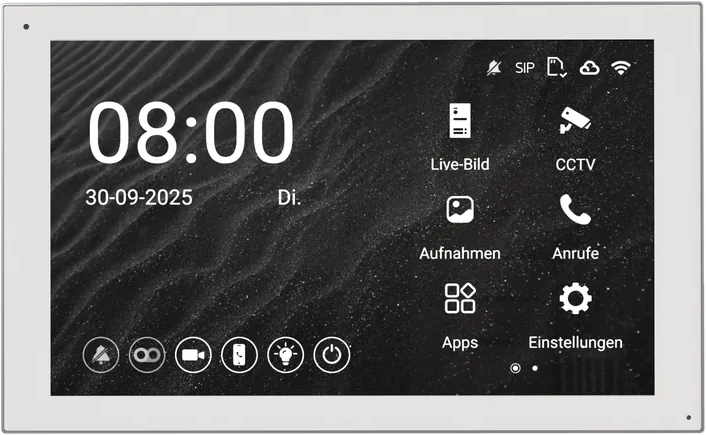 SIP
08:00
30-09-2025 Di.
Live-Bild CCTV
Aufnahmen Anrufe
Apps Einstellungen